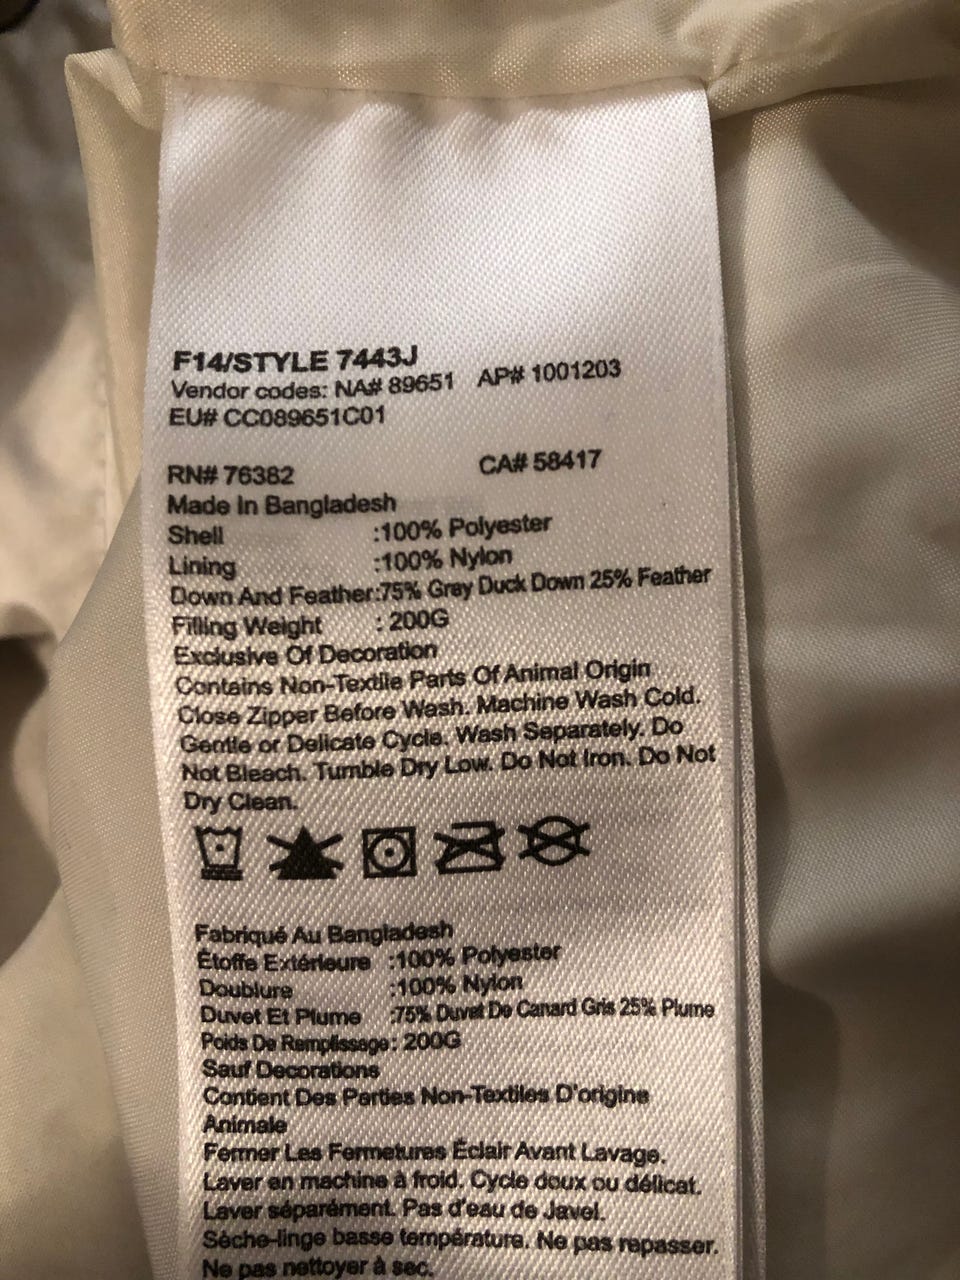 F14/STYLE 7443J
Vendor codes: NA# 89651 AP# 1001203
EU# CC089651C01
RN# 76382 CA# 58417
Made In Bangladesh
Shell :100% Polyester
Lining :100% Nylon
Down And Feather:75% Grey Duck Down 25% Feather
Filling Weight : 200G
Exclusive Of Decoration
Contains Non-Textile Parts Of Animal Origin
Close Zipper Before Wash. Machine Wash Cold.
Gentle or Delicate Cycle. Wash Separately. Do
Not Bleach. Tumble Dry Low. Do Not Iron. Do Not
Dry Clean.
Fabriqué Au Bangladesh
Étoffe Extérieure :100% Polyester
Doublure :100% Nylon
Duvet Et Plume :75% Duvet De Canard Gris 25% Plume
Poids De Remplissage: 200G
Sauf Decorations
Contient Des Parties Non-Textiles D'origine
Animale
Fermer Les Fermetures Éclair Avant Lavage.
Laver en machine à froid. Cycle doux ou délicat.
Laver séparément. Pas d'eau de Javel.
Sèche-linge basse température. Ne pas repasser.
Ne pas nettoyer à sec.